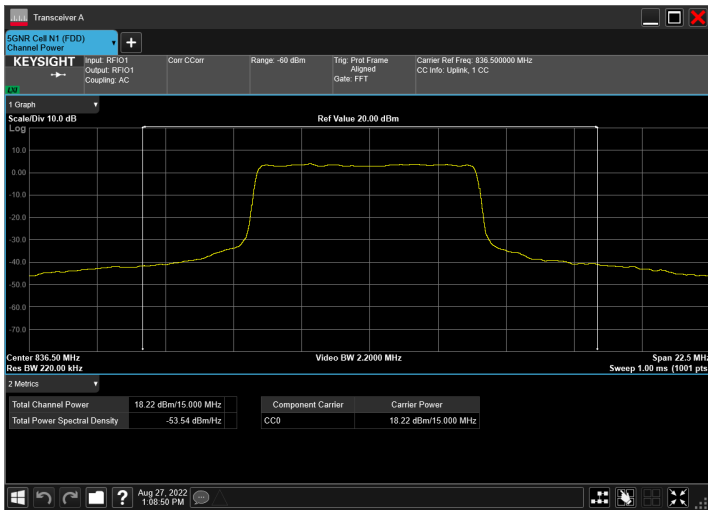 Transceiver A
5GNR Cell N1 (FDD)
Channel Power
KEYSIGHT
LXI
Input: RFIO1
Output: RFIO1
Coupling: AC
Corr CCorr
Range: -60 dBm
Trig: Prot Frame
Aligned
Gate: FFT
Carrier Ref Freq: 836.500000 MHz
CC Info: Uplink, 1 CC
1 Graph
Scale/Div 10.0 dB
Ref Value 20.00 dBm
Log
10.0
0.00
-10.0
-20.0
-30.0
-40.0
-50.0
-60.0
-70.0
Center 836.50 MHz
Video BW 2.2000 MHz
Span 22.5 MHz
Res BW 220.00 kHz
Sweep 1.00 ms (1001 pts
2 Metrics
Total Channel Power 18.22 dBm/15.000 MHz
Total Power Spectral Density -53.54 dBm/Hz
Component Carrier Carrier Power
CC0 18.22 dBm/15.000 MHz
?
Aug 27, 2022
1:08:50 PM